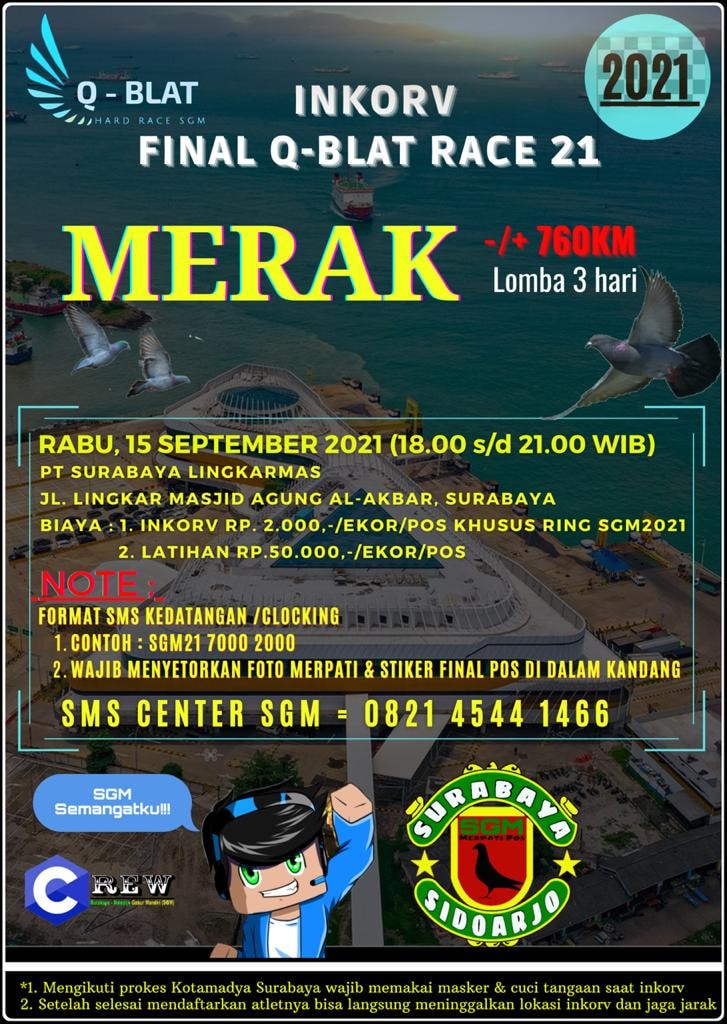 Q - BLAT
HARD RACE SGM
2021
INKORV
FINAL Q-BLAT RACE 21
MERAK
-/+ 760KM
Lomba 3 hari
RABU, 15 SEPTEMBER 2021 (18.00 s/d 21.00 WIB)
PT SURABAYA LINGKARMAS
JL. LINGKAR MASJID AGUNG AL-AKBAR, SURABAYA
BIAYA : 1. INKORV RP. 2.000,-/EKOR/POS KHUSUS RING SGM2021
2. LATIHAN RP.50.000,-/EKOR/POS
NOTE :
FORMAT SMS KEDATANGAN /CLOCKING
1. CONTOH : SGM21 7000 2000
2. WAJIB MENYETORKAN FOTO MERPATI & STIKER FINAL POS DI DALAM KANDANG
SMS CENTER SGM = 0821 4544 1466
SGM
Semangatku!!!
CREW
SURABAYA
SGM
MERPATI POS
SIDOARJO
*1. Mengikuti prokes Kotamadya Surabaya wajib memakai masker & cuci tangaan saat inkorv
2. Setelah selesai mendaftarkan atletnya bisa langsung meninggalkan lokasi inkorv dan jaga jarak